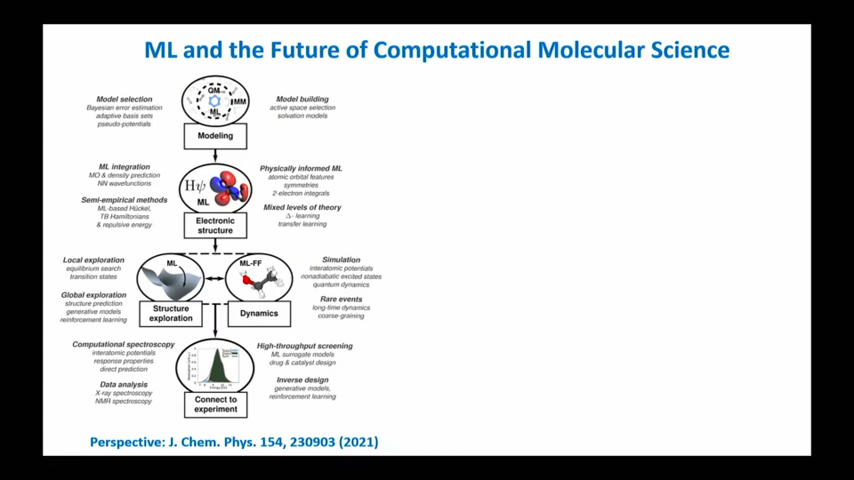 ML and the Future of Computational Molecular Science
Model selection
Bayesian error estimation
adaptive basis sets
pseudo-potentials
QM
MM
ML
Modeling
Model building
active space selection
solvation models
ML integration
MO & density prediction
NN wavefunctions
Semi-empirical methods
ML-based Hückel,
TB Hamiltonians
& repulsive energy
Hψ
ML
Electronic
structure
Physically informed ML
atomic orbital features
symmetries
2-electron integrals
Mixed levels of theory
Δ- learning
transfer learning
Local exploration
equilibrium search
transition states
Global exploration
structure prediction
generative models
reinforcement learning
ML
Structure
exploration
ML-FF
Dynamics
Simulation
interatomic potentials
nonadiabatic excited states
quantum dynamics
Rare events
long-time dynamics
coarse-graining
Computational spectroscopy
interatomic potentials
response properties
direct prediction
Data analysis
X-ray spectroscopy
NMR spectroscopy
Connect to
experiment
High-throughput screening
ML surrogate models
drug & catalyst design
Inverse design
generative models,
reinforcement learning
Perspective: J. Chem. Phys. 154, 230903 (2021)